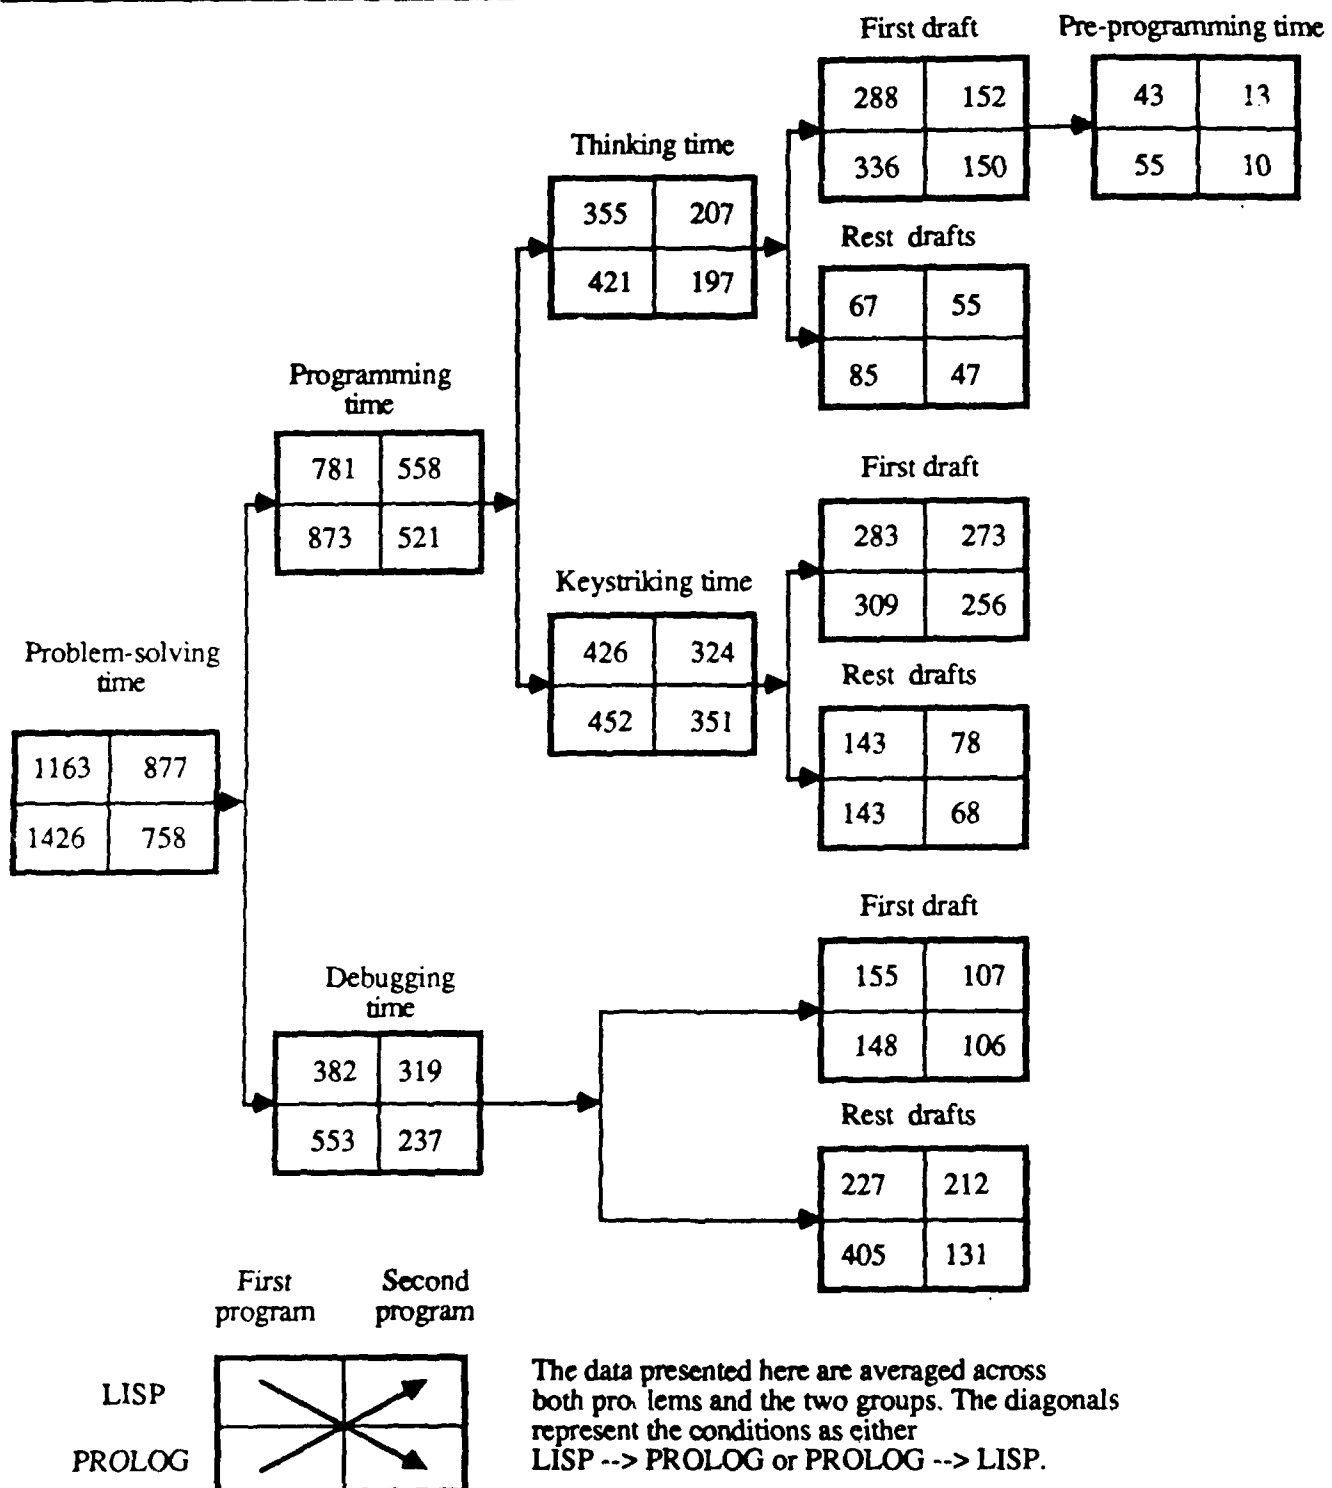 First draft
Pre-programming time
288 152
336 150
43 13
55 10
Thinking time
355 207
421 197
Rest drafts
67 55
85 47
Programming
time
781 558
873 521
First draft
283 273
309 256
Keystriking time
426 324
452 351
Rest drafts
143 78
143 68
Problem-solving
time
1163 877
1426 758
First draft
155 107
148 106
Debugging
time
382 319
553 237
Rest drafts
227 212
405 131
First
program
Second
program
LISP
PROLOG
The data presented here are averaged across
both pro lems and the two groups. The diagonals
represent the conditions as either
LISP --> PROLOG or PROLOG --> LISP.